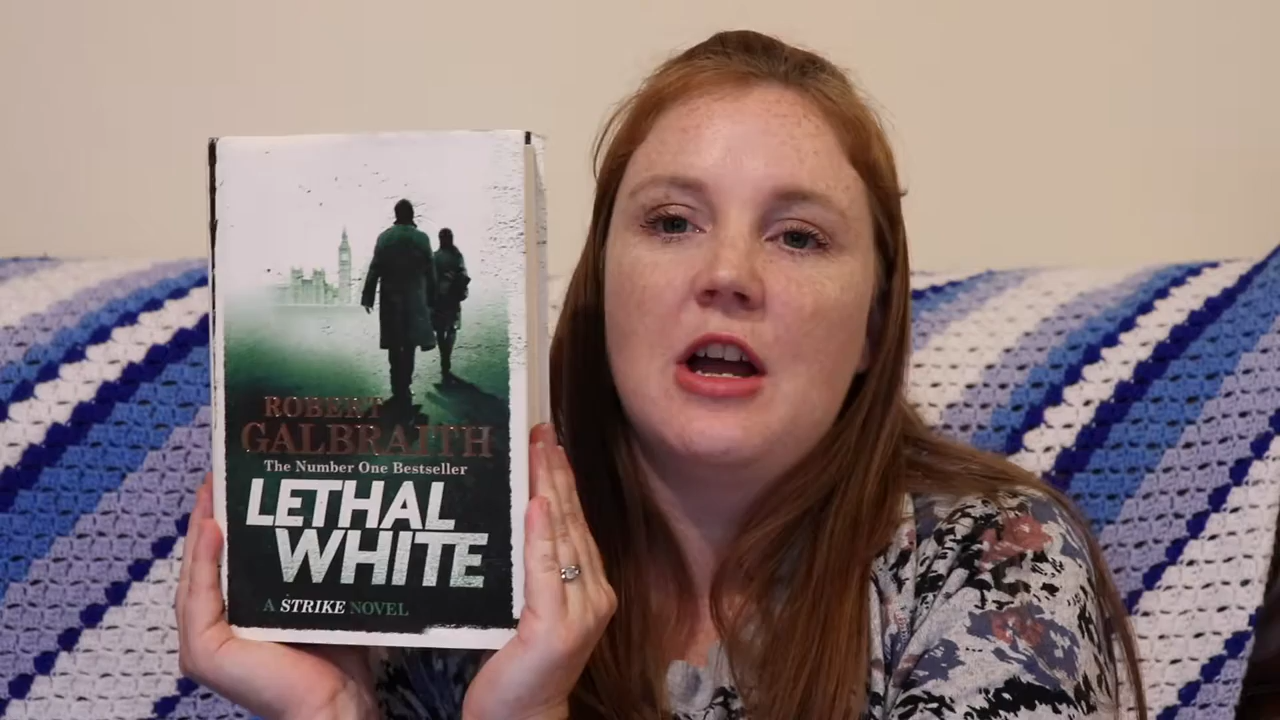 ROBERT
GALBRAITH
The Number One Bestseller
LETHAL
WHITE
A STRIKE NOVEL